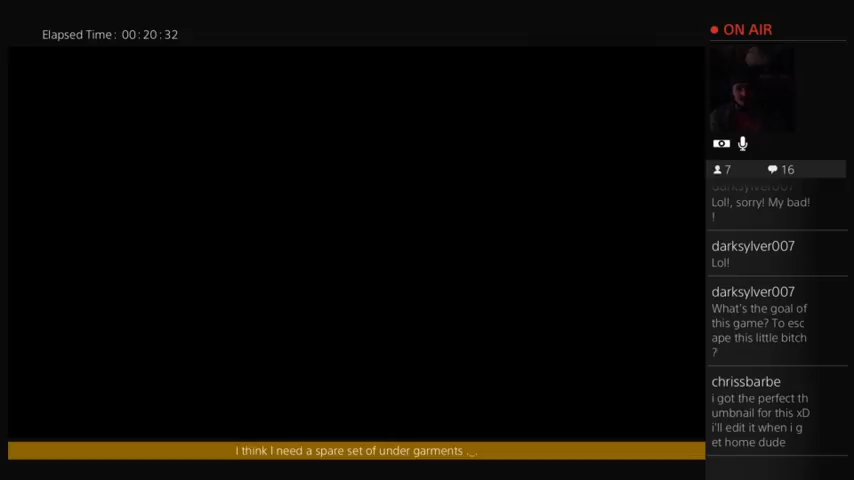 Elapsed Time: 00:20:32
ON AIR
7
16
darksylver007
Lol!, sorry! My bad!
!
darksylver007
Lol!
darksylver007
What's the goal of
this game? To esc
ape this little bitch
?
chrissbarbe
i got the perfect th
umbnail for this xD
i'll edit it when i g
et home dude
I think I need a spare set of under garments ._.